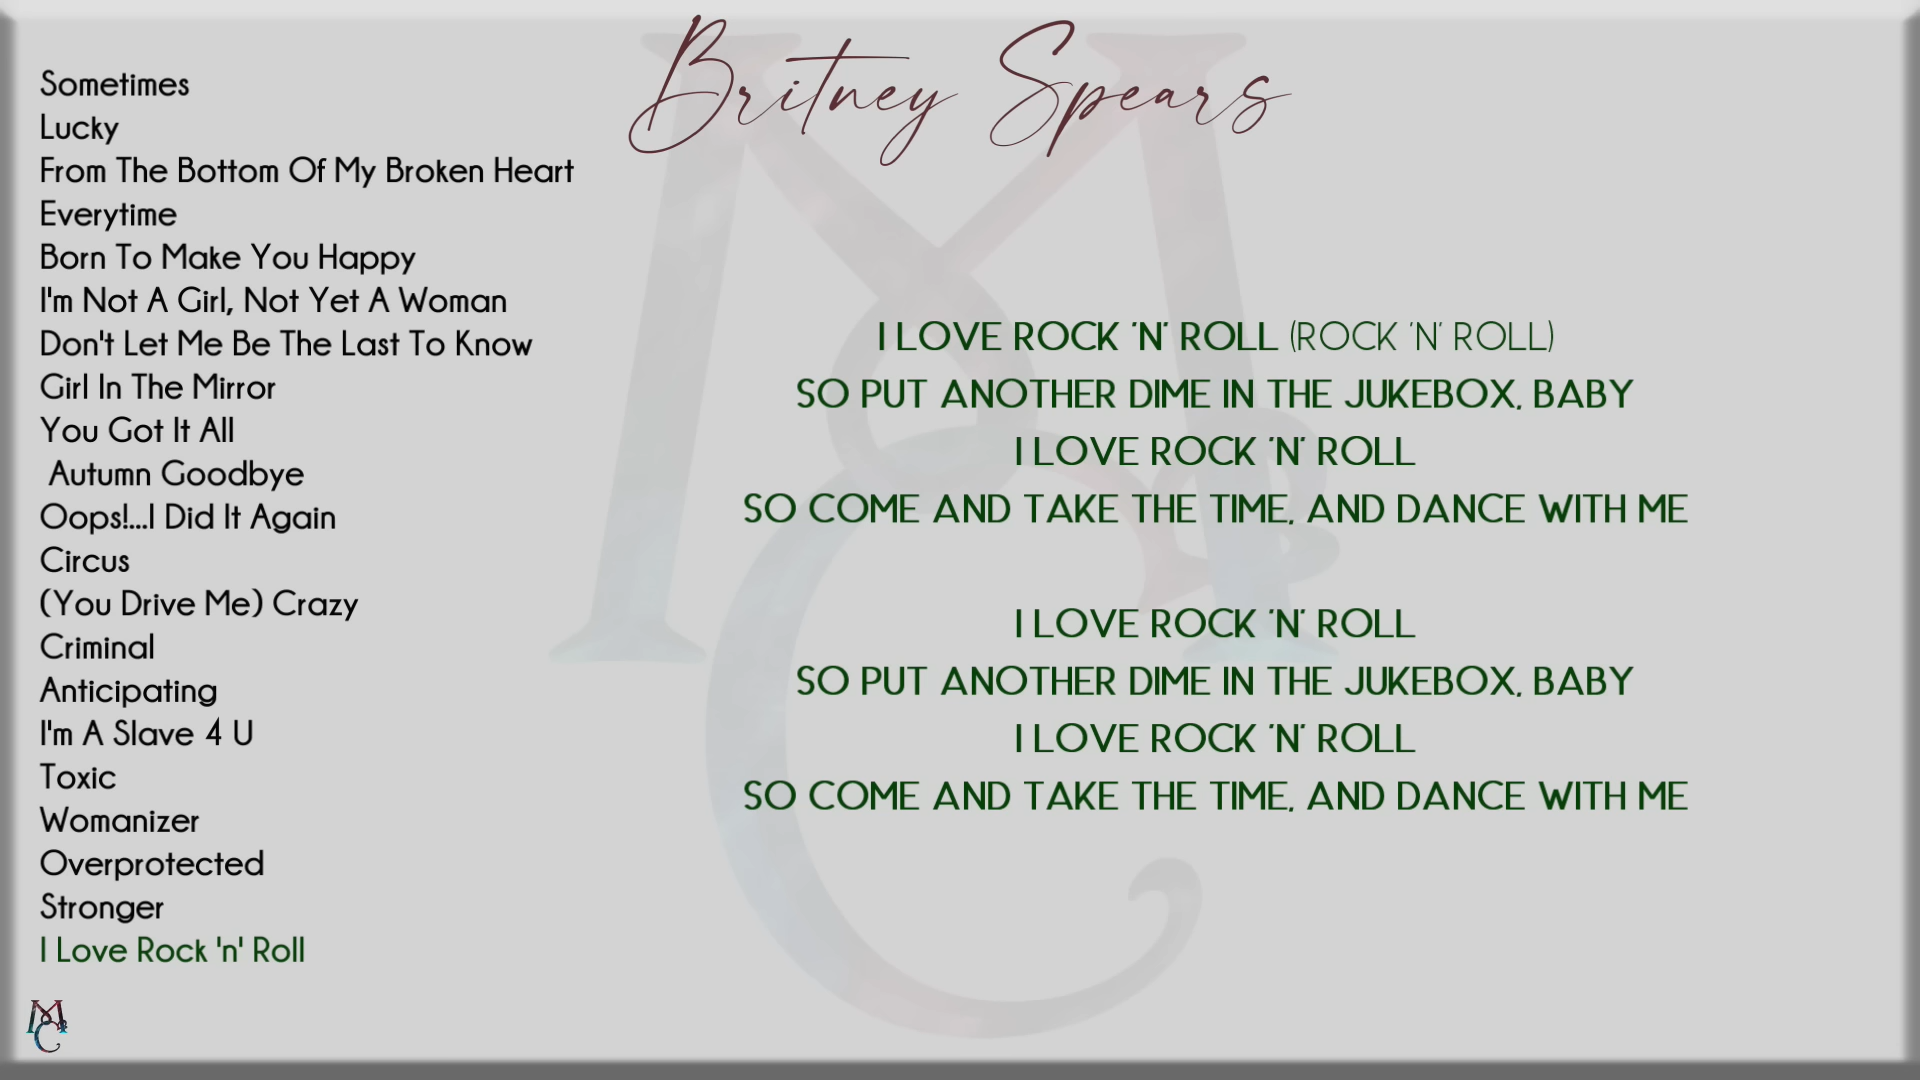 Britney Spears
Sometimes
Lucky
From The Bottom Of My Broken Heart
Everytime
Born To Make You Happy
I'm Not A Girl, Not Yet A Woman
Don't Let Me Be The Last To Know
Girl In The Mirror
You Got It All
Autumn Goodbye
Oops!...I Did It Again
Circus
(You Drive Me) Crazy
Criminal
Anticipating
I'm A Slave 4 U
Toxic
Womanizer
Overprotected
Stronger
I Love Rock 'n' Roll
I LOVE ROCK 'N' ROLL (ROCK 'N' ROLL)
SO PUT ANOTHER DIME IN THE JUKEBOX, BABY
I LOVE ROCK 'N' ROLL
SO COME AND TAKE THE TIME, AND DANCE WITH ME
I LOVE ROCK 'N' ROLL
SO PUT ANOTHER DIME IN THE JUKEBOX, BABY
I LOVE ROCK 'N' ROLL
SO COME AND TAKE THE TIME, AND DANCE WITH ME